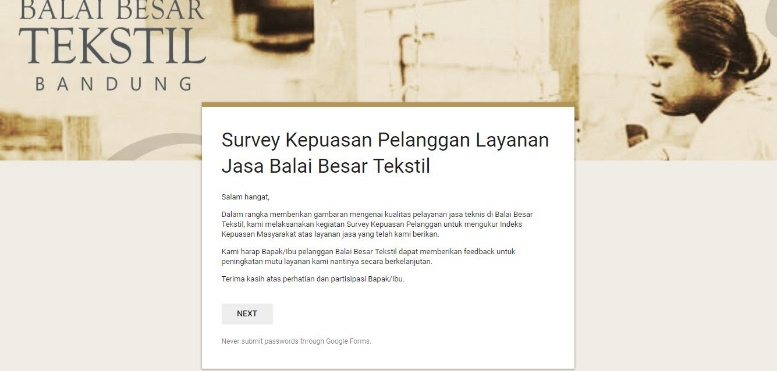 BALAI BESAR
TEKSTIL
BANDUNG
Survey Kepuasan Pelanggan Layanan
Jasa Balai Besar Tekstil
Salam hangat,
Dalam rangka memberikan gambaran mengenai kualitas pelayanan jasa teknis di Balai Besar
Tekstil, kami melaksanakan kegiatan Survey Kepuasan Pelanggan untuk mengukur Indeks
Kepuasan Masyarakat atas layanan jasa yang telah kami berikan.
Kami harap Bapak/Ibu pelanggan Balai Besar Tekstil dapat memberikan feedback untuk
peningkatan mutu layanan kami nantinya secara berkelanjutan.
Terima kasih atas perhatian dan partisipasi Bapak/Ibu.
NEXT
Never submit passwords through Google Forms.